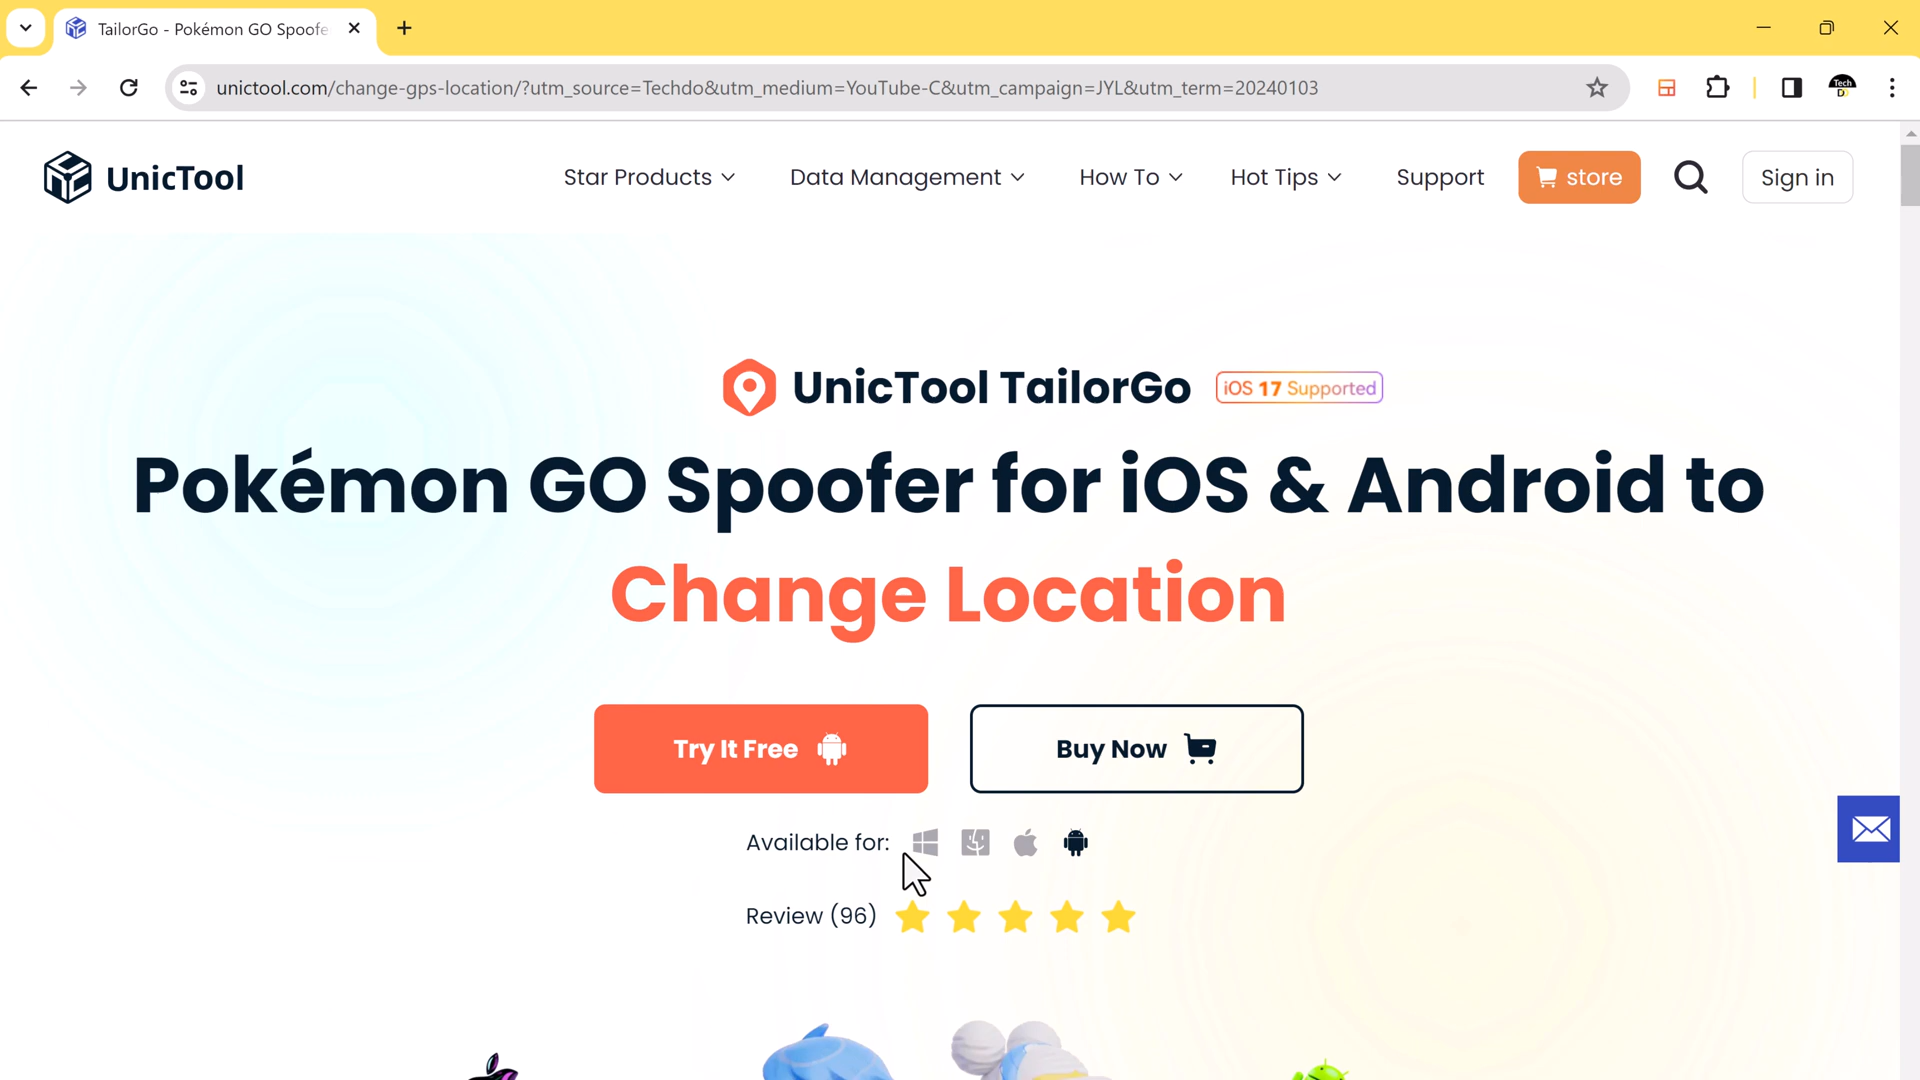 TailorGo - Pokémon GO Spoofe
unictool.com/change-gps-location/?utm_source=Techdo&utm_medium=YouTube-C&utm_campaign=JYL&utm_term=20240103
Tech
D
UnicTool
Star Products
Data Management
How To
Hot Tips
Support
store
Sign in
UnicTool TailorGo
iOS 17 Supported
Pokémon GO Spoofer for iOS & Android to
Change Location
Try It Free
Buy Now
Available for:
Review (96)